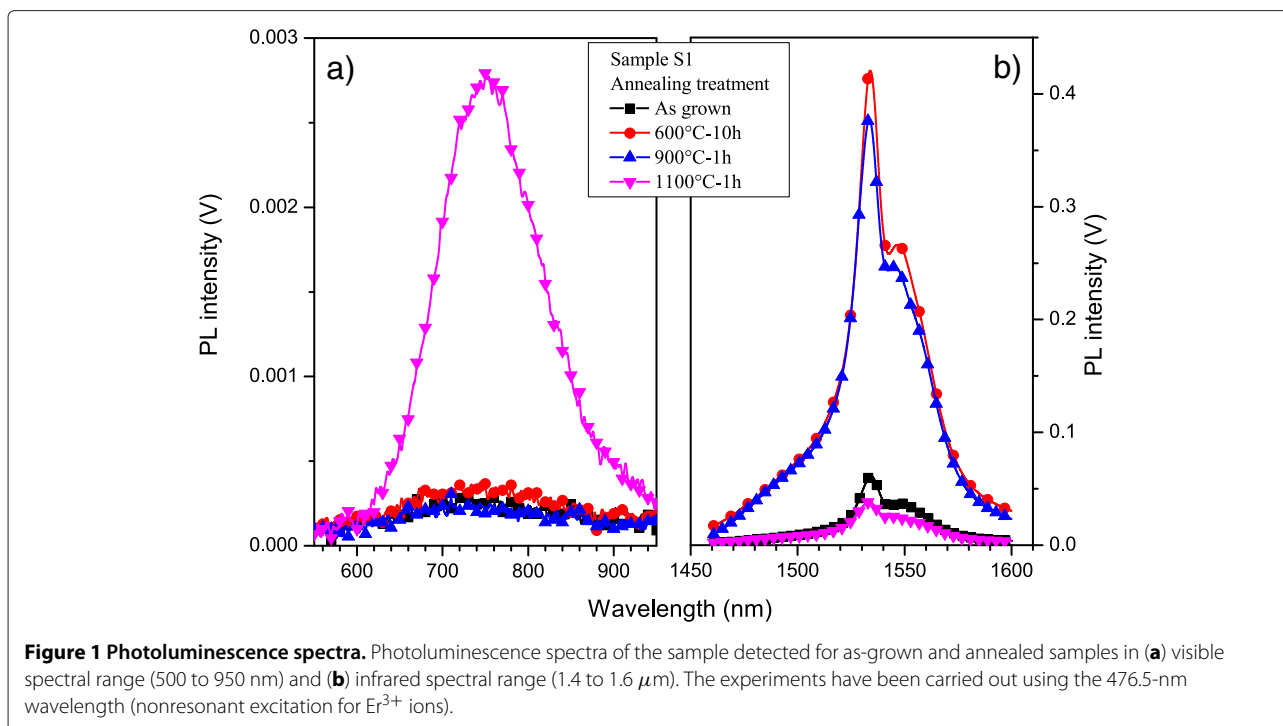 a)
b)
Sample S1
Annealing treatment
As grown
600°C-10h
900°C-1h
1100°C-1h
0.003
0.002
0.001
0.000
PL intensity (V)
600 700 800 900
0.4
0.3
0.2
0.1
0.0
PL intensity (V)
1450 1500 1550 1600
Wavelength (nm)
Figure 1 Photoluminescence spectra. Photoluminescence spectra of the sample detected for as-grown and annealed samples in (a) visible
spectral range (500 to 950 nm) and (b) infrared spectral range (1.4 to 1.6 μm). The experiments have been carried out using the 476.5-nm
wavelength (nonresonant excitation for Er³⁺ ions).